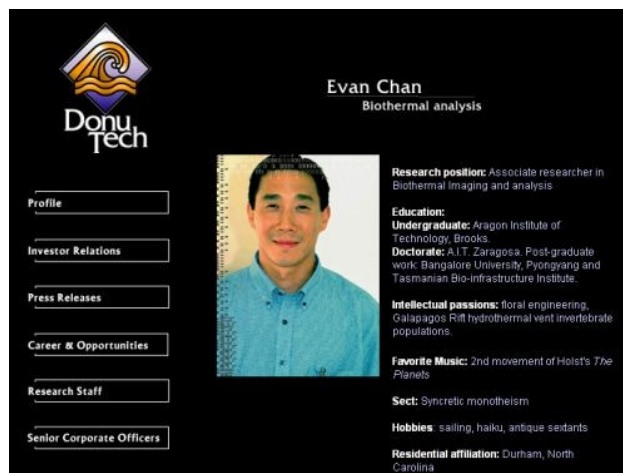 Donu
Tech
Evan Chan
Biothermal analysis
Profile
Investor Relations
Press Releases
Career & Opportunities
Research Staff
Senior Corporate Officers
Research position: Associate researcher in
Biothermal Imaging and analysis
Education:
Undergraduate: Aragon Institute of
Technology, Brooks.
Doctorate: A.I.T. Zaragosa. Post-graduate
work: Bangalore University, Pyongyang and
Tasmanian Bio-infrastructure Institute.
Intellectual passions: floral engineering,
Galapagos Rift hydrothermal vent invertebrate
populations.
Favorite Music: 2nd movement of Holst's The
Planets
Sect: Syncretic monotheism
Hobbies: sailing, haiku, antique sextants
Residential affiliation: Durham, North
Carolina